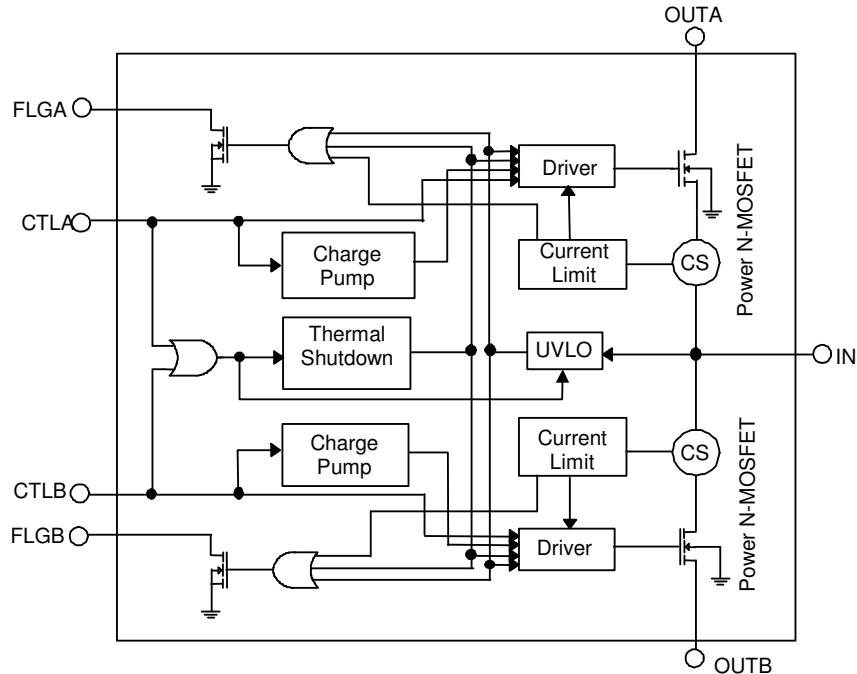 OUTA
FLGA
Driver
Power N-MOSFET
CTLA
Charge
Pump
Current
Limit
CS
Thermal
Shutdown
UVLO
IN
Charge
Pump
Current
Limit
CS
Power N-MOSFET
CTLB
FLGB
Driver
OUTB